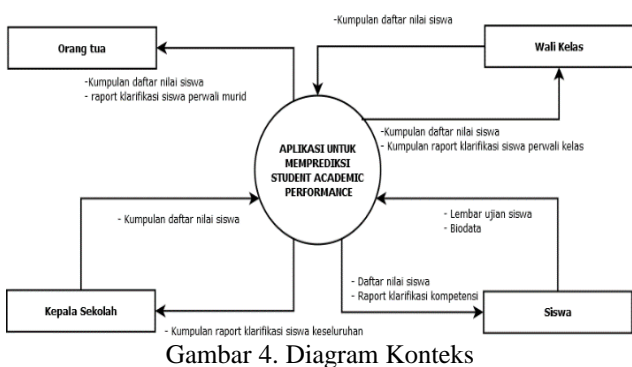 -Kumpulan daftar nilai siswa
Orang tua
Wali Kelas
-Kumpulan daftar nilai siswa
- raport klarifikasi siswa perwali murid
-Kumpulan daftar nilai siswa
- Kumpulan raport klarifikasi siswa perwali kelas
APLIKASI UNTUK
MEMPREDIKSI
STUDENT ACADEMIC
PERFORMANCE
- Kumpulan daftar nilai siswa
- Lembar ujian siswa
- Biodata
- Daftar nilai siswa
- Raport klarifikasi kompetensi
Kepala Sekolah
Siswa
- Kumpulan raport klarifikasi siswa keseluruhan
Gambar 4. Diagram Konteks